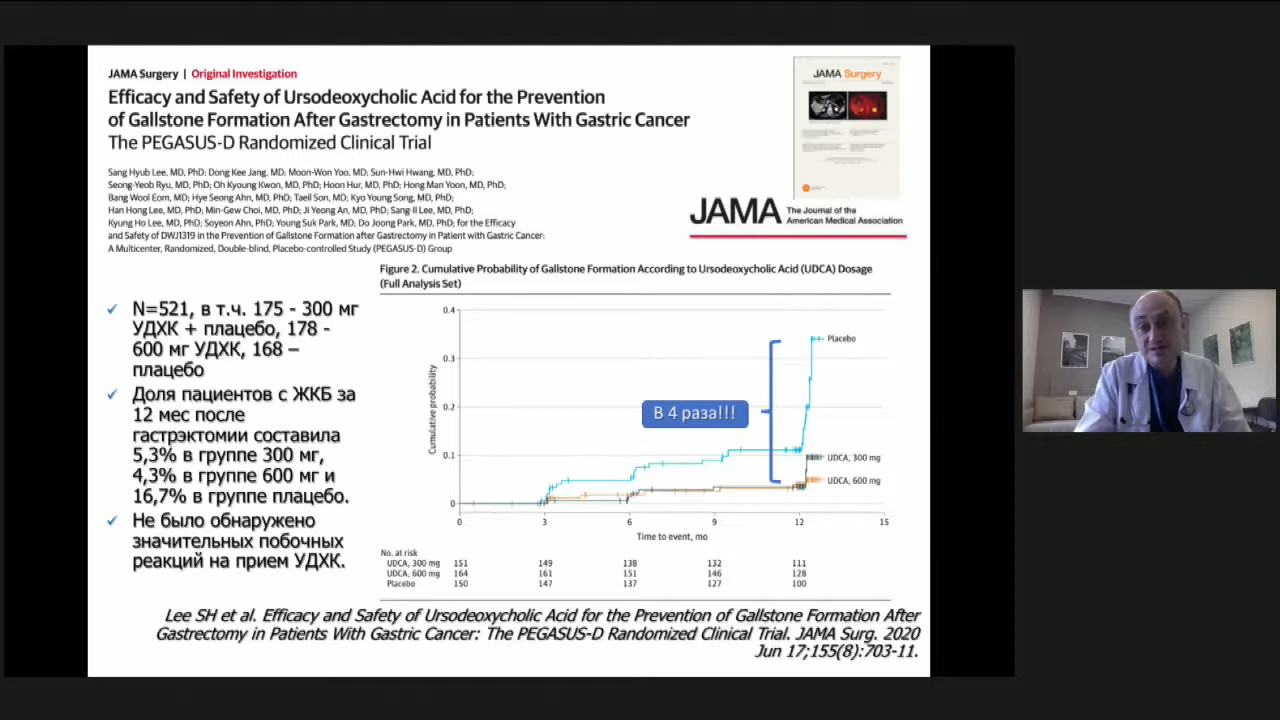 JAMA Surgery | Original Investigation
Efficacy and Safety of Ursodeoxycholic Acid for the Prevention
of Gallstone Formation After Gastrectomy in Patients With Gastric Cancer
The PEGASUS-D Randomized Clinical Trial
Sang Hyub Lee, MD, PhD; Dong Kee Jang, MD; Moon-Won Yoo, MD; Sun-Hwi Hwang, MD, PhD;
Seong-Yeob Ryu, MD, PhD; Oh Kyoung Kwon, MD, PhD; Hoon Hur, MD, PhD; Hong Man Yoon, MD, PhD;
Bang Wool Eom, MD, PhD; Hye Seong Ahn, MD, PhD; Taeil Son, MD, PhD; Kyo Young Song, MD, PhD;
Han Hong Lee, MD, PhD; Min-Gew Choi, MD, PhD; Ji Yeong An, MD, PhD; Sang-Il Lee, MD, PhD;
Kyung Ho Lee, MD, PhD; Soyeon Ahn, MD, PhD; Young Suk Park, MD, PhD; Do Joong Park, MD, PhD; for the Efficacy
and Safety of DWJ1319 in the Prevention of Gallstone Formation after Gastrectomy in Patient with Gastric Cancer:
A Multicenter, Randomized, Double-blind, Placebo-controlled Study (PEGASUS-D) Group
JAMA Surgery
JAMA The Journal of the
American Medical Association
Figure 2. Cumulative Probability of Gallstone Formation According to Ursodeoxycholic Acid (UDCA) Dosage
(Full Analysis Set)
N=521, в т.ч. 175 - 300 мг
УДХК + плацебо, 178 -
600 мг УДХК, 168 –
плацебо
Доля пациентов с ЖКБ за
12 мес после
гастрэктомии составила
5,3% в группе 300 мг,
4,3% в группе 600 мг и
16,7% в группе плацебо.
Не было обнаружено
значительных побочных
реакций на прием УДХК.
Cumulative probability
0.4
0.3
0.2
0.1
0
Placebo
В 4 раза!!!
UDCA, 300 mg
UDCA, 600 mg
0 3 6 9 12 15
Time to event, mo
No. at risk
UDCA, 300 mg 151 149 138 132 111
UDCA, 600 mg 164 161 151 146 128
Placebo 150 147 137 127 100
Lee SH et al. Efficacy and Safety of Ursodeoxycholic Acid for the Prevention of Gallstone Formation After
Gastrectomy in Patients With Gastric Cancer: The PEGASUS-D Randomized Clinical Trial. JAMA Surg. 2020
Jun 17;155(8):703-11.